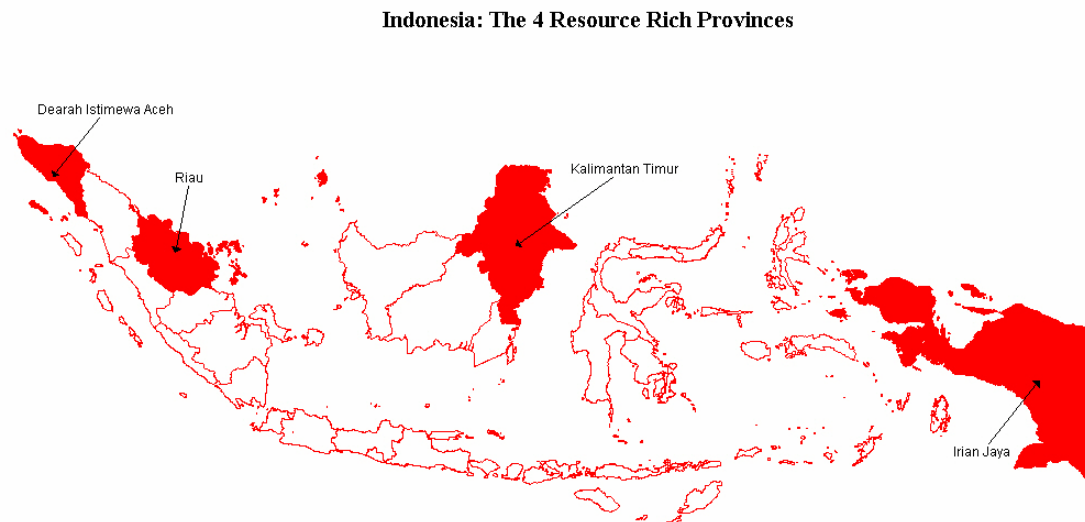 Indonesia: The 4 Resource Rich Provinces
Dearah Istimewa Aceh
Riau
Kalimantan Timur
Irian Jaya